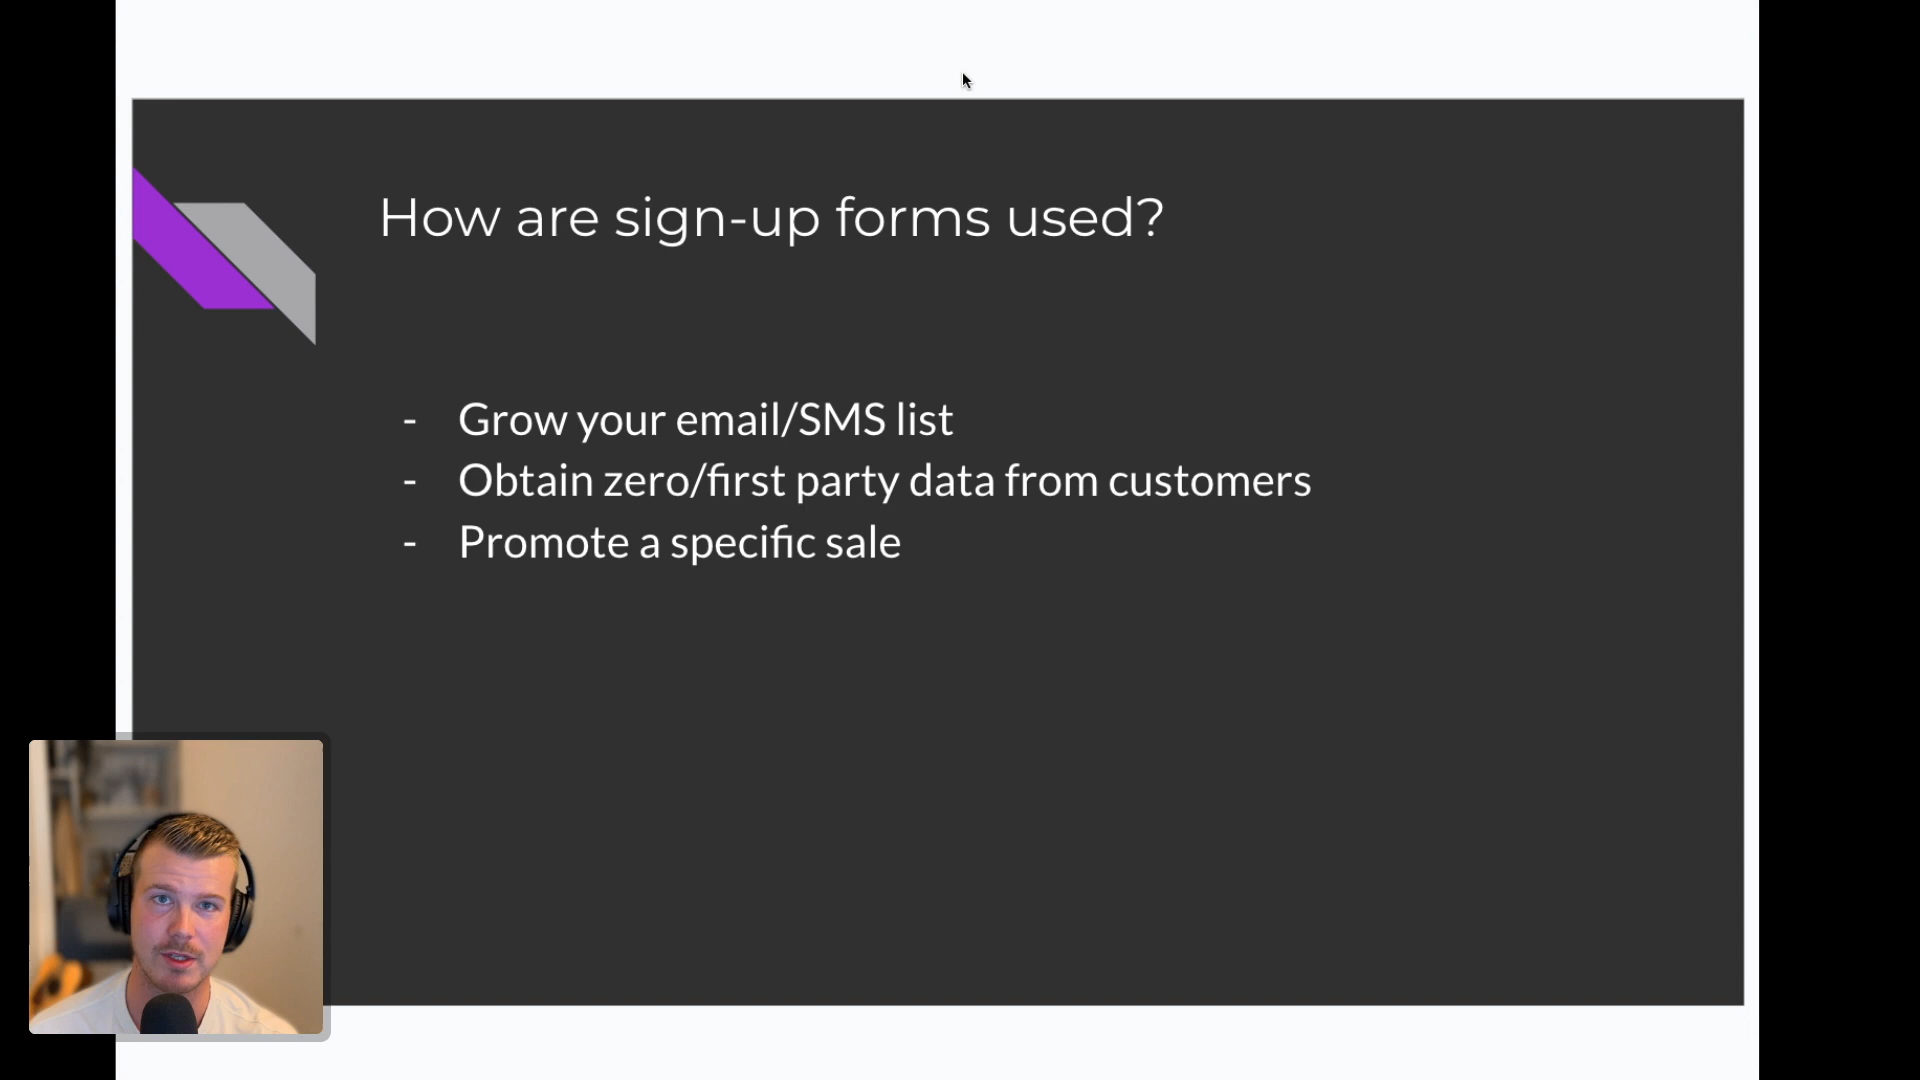 How are sign-up forms used?
- Grow your email/SMS list
- Obtain zero/first party data from customers
- Promote a specific sale